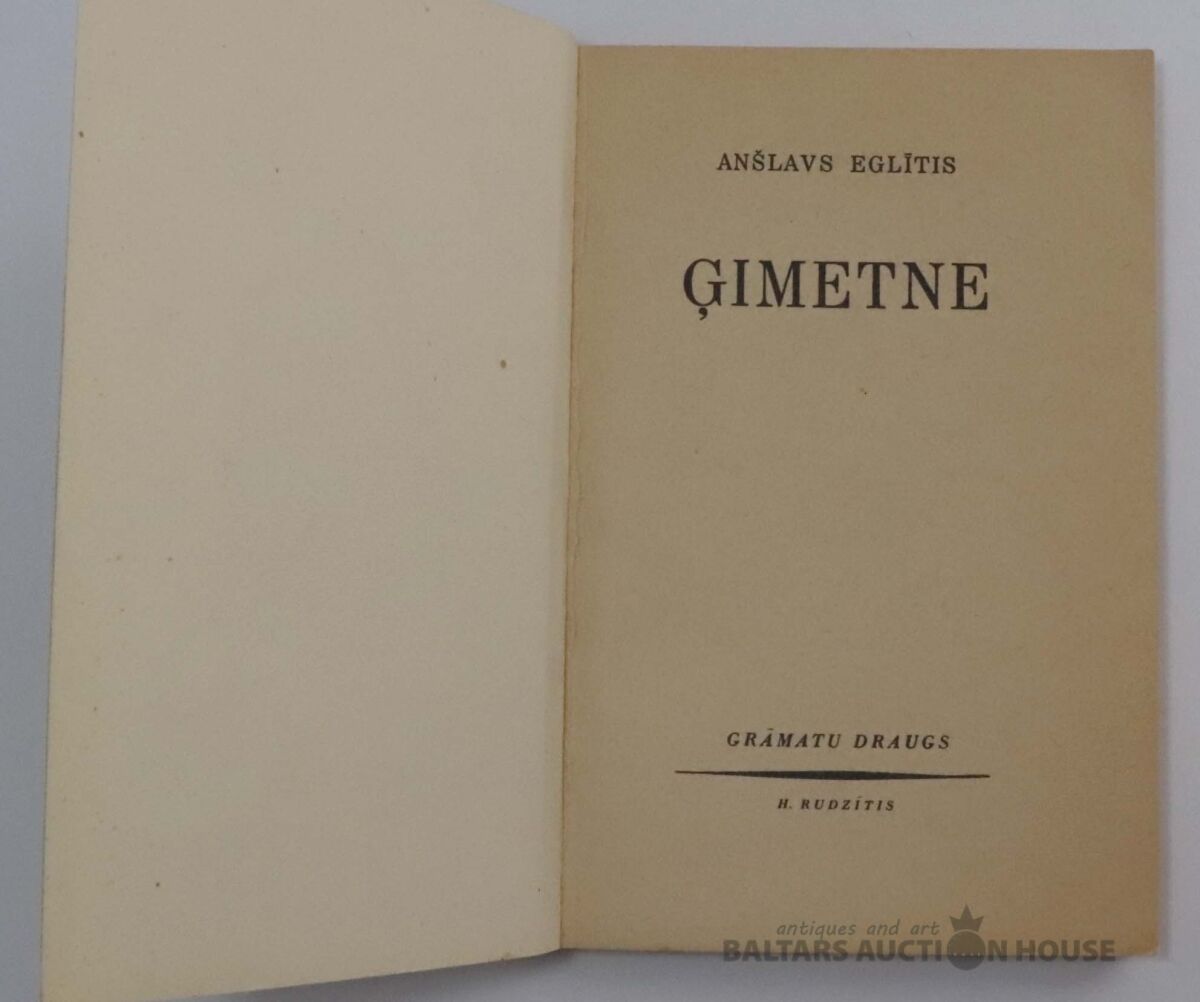 ANŠLAVS EGLĪTIS
ĢIMETNE
GRĀMATU DRAUGS
H. RUDZĪTIS
antiques and art
BALTARS AUCTION HOUSE